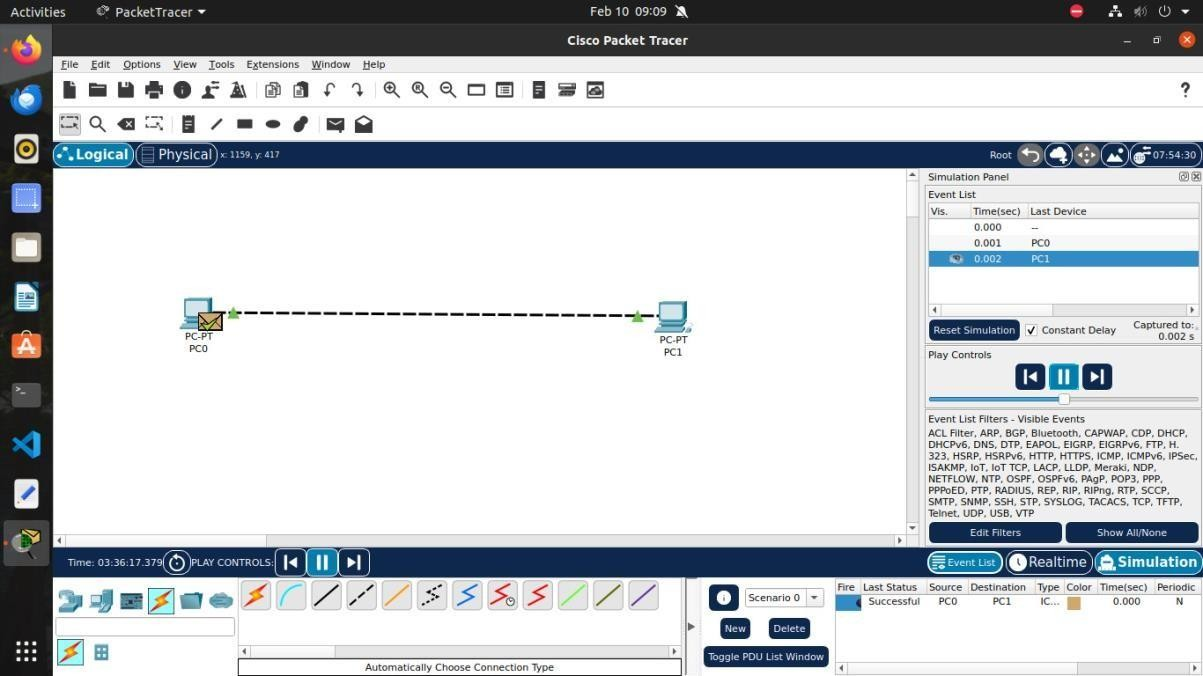 Activities
PacketTracer
Feb 10 09:09
Cisco Packet Tracer
File Edit Options View Tools Extensions Window Help
?
Logical
Physical
x: 1159, y: 417
Root
07:54:30
Simulation Panel
Event List
Vis. Time(sec) Last Device
0.000 --
0.001 PC0
0.002 PC1
Reset Simulation
Constant Delay
Captured to:
0.002 s
Play Controls
PC-PT
PC0
PC-PT
PC1
Event List Filters - Visible Events
ACL Filter, ARP, BGP, Bluetooth, CAPWAP, CDP, DHCP,
DHCPv6, DNS, DTP, EAPOL, EIGRP, EIGRPv6, FTP, H.
323, HSRP, HSRPv6, HTTP, HTTPS, ICMP, ICMPv6, IPSec,
ISAKMP, IoT, IoT TCP, LACP, LLDP, Meraki, NDP,
NETFLOW, NTP, OSPF, OSPFv6, PAgP, POP3, PPP,
PPPoED, PTP, RADIUS, REP, RIP, RIPng, RTP, SCCP,
SMTP, SNMP, SSH, STP, SYSLOG, TACACS, TCP, TFTP,
Telnet, UDP, USB, VTP
Edit Filters
Show All/None
Time: 03:36:17.379
PLAY CONTROLS:
Event List
Realtime
Simulation
Automatically Choose Connection Type
Scenario 0
New
Delete
Toggle PDU List Window
Fire Last Status Source Destination Type Color Time(sec) Periodic
Successful PC0 PC1 IC... 0.000 N